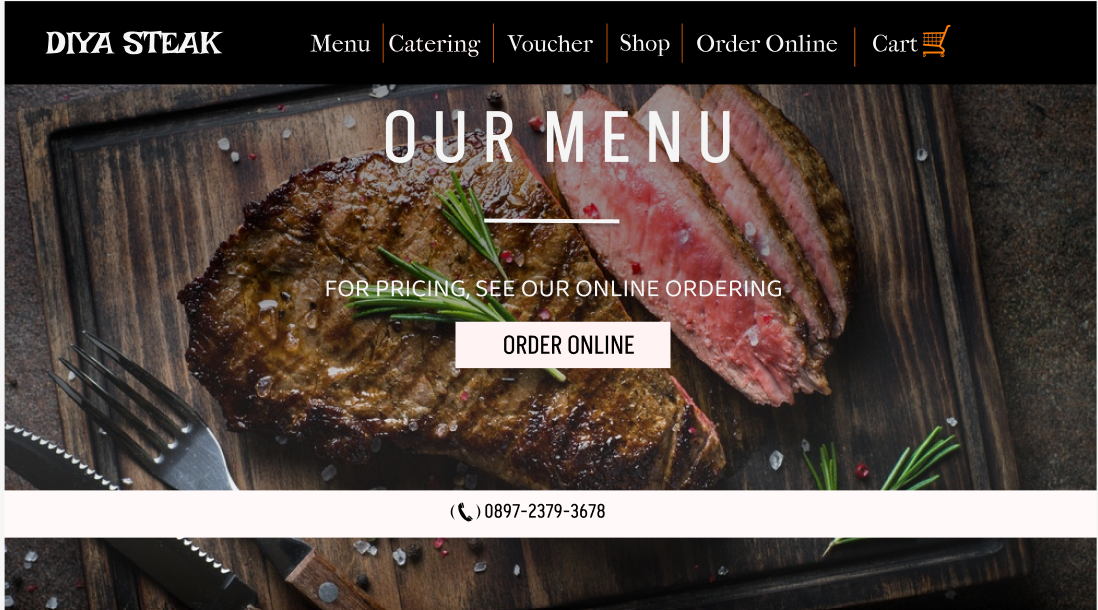 DIYA STEAK
Menu Catering Voucher Shop Order Online Cart
OUR MENU
FOR PRICING, SEE OUR ONLINE ORDERING
ORDER ONLINE
( ) 0897-2379-3678